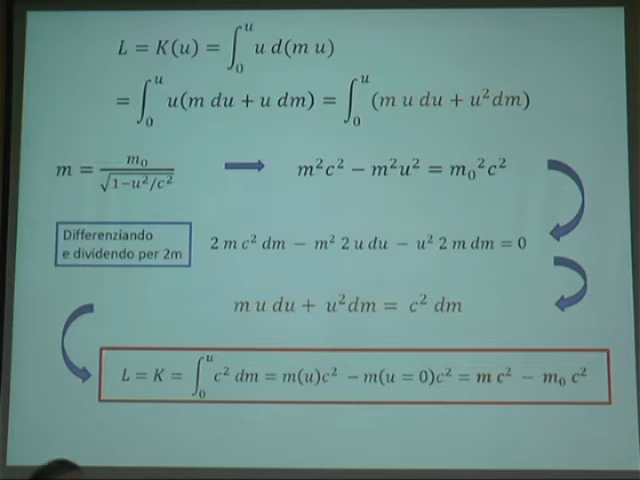 L = K(u) = ∫₀ᵘ u d(m u)
= ∫₀ᵘ u(m du + u dm) = ∫₀ᵘ (m u du + u²dm)
m = m₀ / √(1−u²/c²) → m²c² − m²u² = m₀²c²
Differenziando
e dividendo per 2m
2 m c² dm − m² 2 u du − u² 2 m dm = 0
m u du + u²dm = c² dm
L = K = ∫₀ᵘ c² dm = m(u)c² − m(u = 0)c² = m c² − m₀ c²